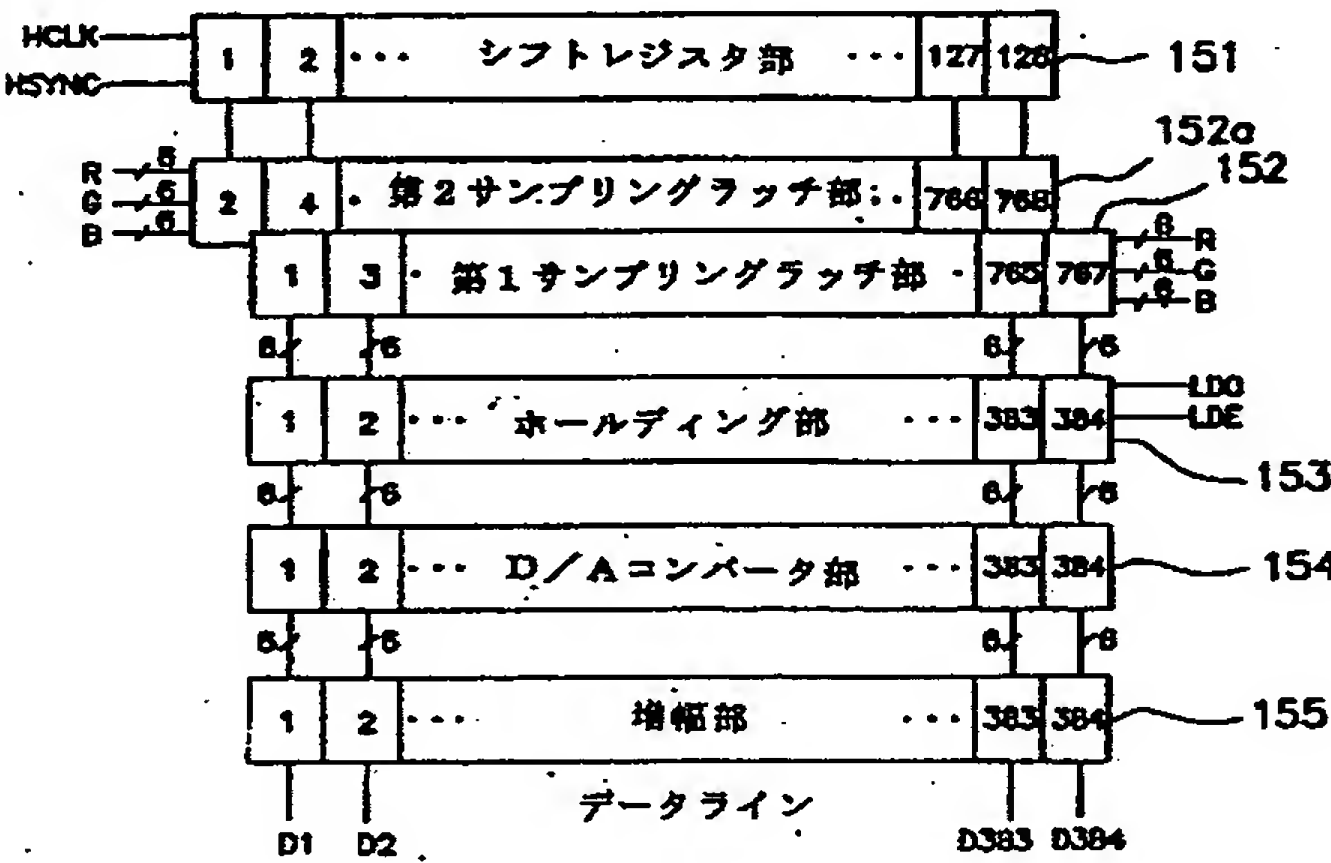 HCLK
HSYNC
1 2 ・・・ シフトレジスタ部 ・・・ 127 128
151
152a
152
R 6
G 6
B 6
2 4 ・ 第2サンプリングラッチ部 ・・ 766 768
1 3 ・ 第1サンプリングラッチ部 ・ 765 767
6 R
6 G
6 B
6 6 6 6
1 2 ・・・ ホールディング部 ・・・ 383 384
LDO
LDE
153
6 6 6 6
1 2 ・・・ D/Aコンバータ部 ・・・ 383 384
154
6 6 6 6
1 2 ・・・ 増幅部 ・・・ 383 384
155
データライン
D1 D2 D383 D384